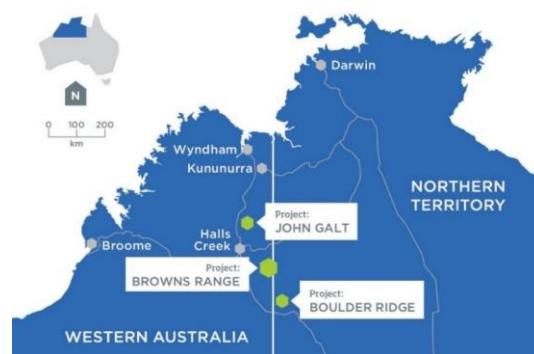 N
0 100 200
km
Darwin
Wyndham
Kununurra
NORTHERN
TERRITORY
Project:
JOHN GALT
Halls
Creek
Broome
Project:
BROWNS RANGE
Project:
BOULDER RIDGE
WESTERN AUSTRALIA